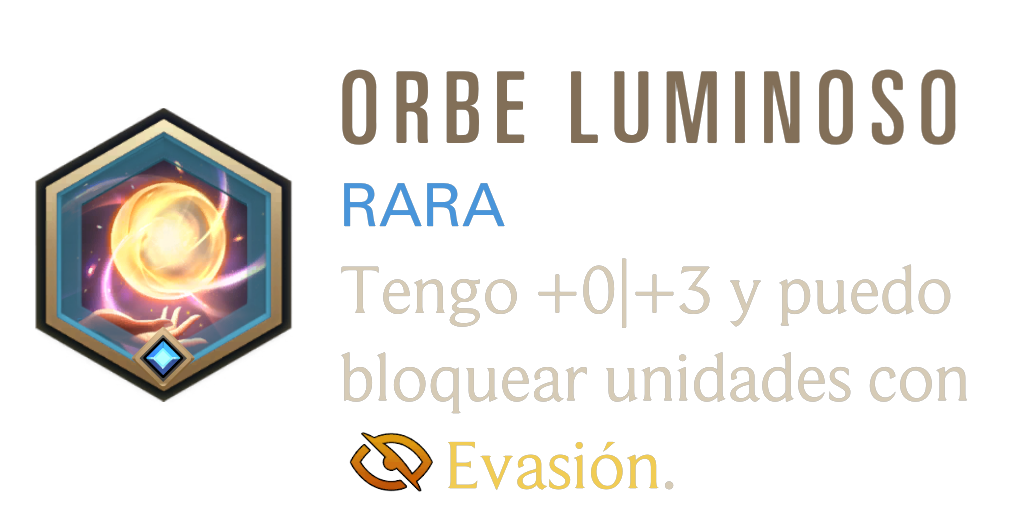 ORBE LUMINOSO
RARA
Tengo +0|+3 y puedo
bloquear unidades con
Evasión.